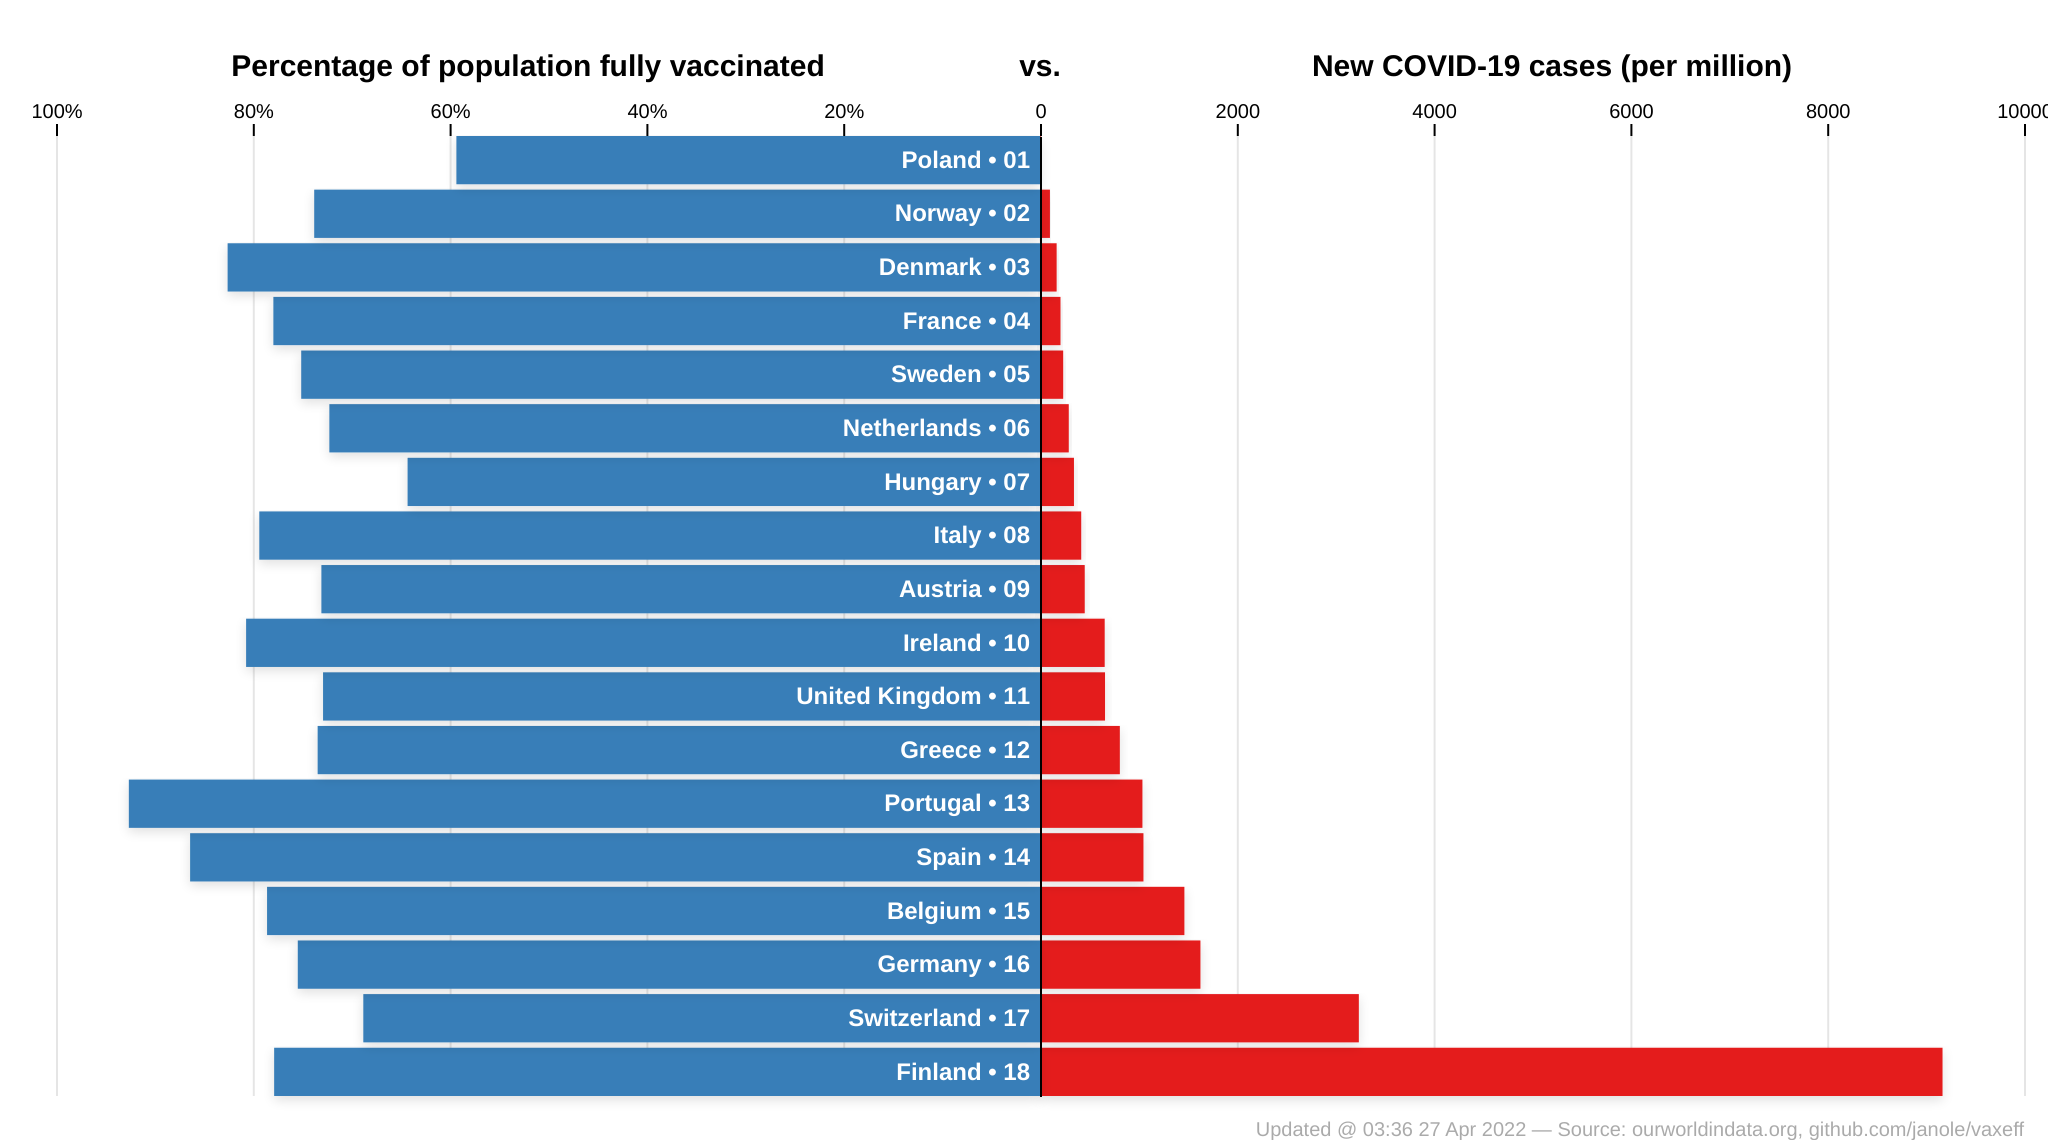 Percentage of population fully vaccinated vs. New COVID-19 cases (per million)
100% 80% 60% 40% 20% 0 2000 4000 6000 8000 10000
Poland • 01
Norway • 02
Denmark • 03
France • 04
Sweden • 05
Netherlands • 06
Hungary • 07
Italy • 08
Austria • 09
Ireland • 10
United Kingdom • 11
Greece • 12
Portugal • 13
Spain • 14
Belgium • 15
Germany • 16
Switzerland • 17
Finland • 18
Updated @ 03:36 27 Apr 2022 — Source: ourworldindata.org, github.com/janole/vaxeff